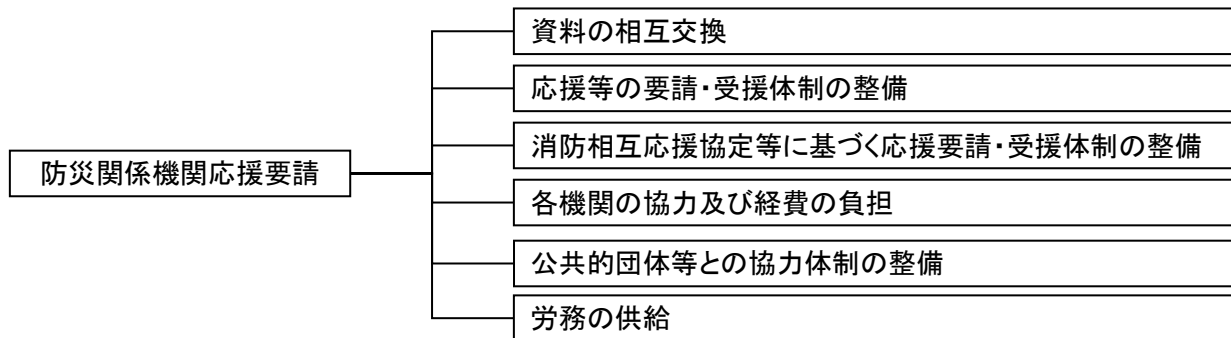 資料の相互交換
応援等の要請・受援体制の整備
消防相互応援協定等に基づく応援要請・受援体制の整備
防災関係機関応援要請
各機関の協力及び経費の負担
公共的団体等との協力体制の整備
労務の供給